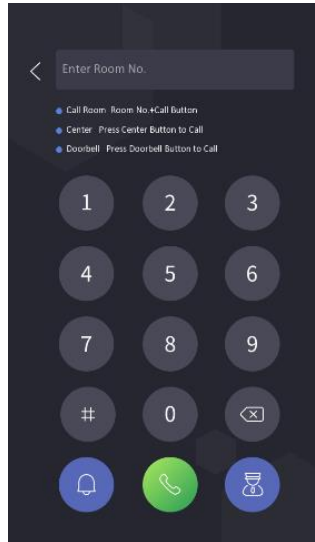 Enter Room No.
Call Room Room No.+Call Button
Center Press Center Button to Call
Doorbell Press Doorbell Button to Call
1 2 3
4 5 6
7 8 9
# 0